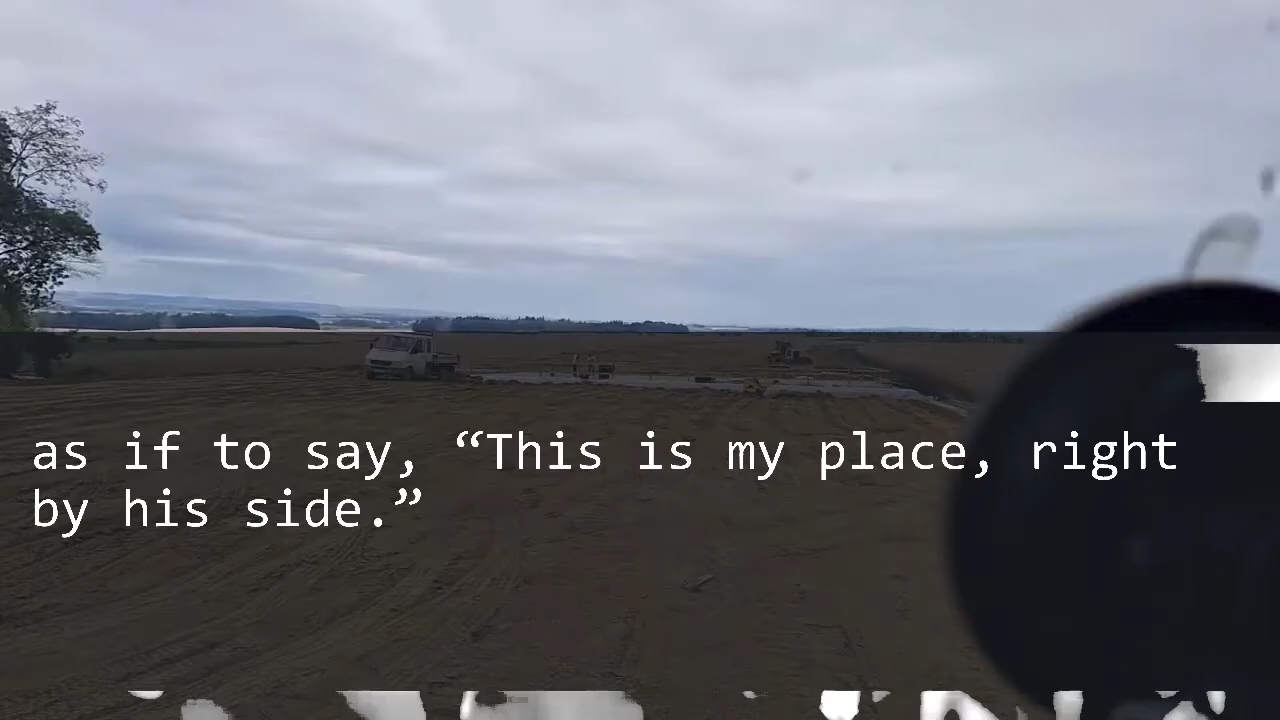 as if to say, “This is my place, right
by his side.”